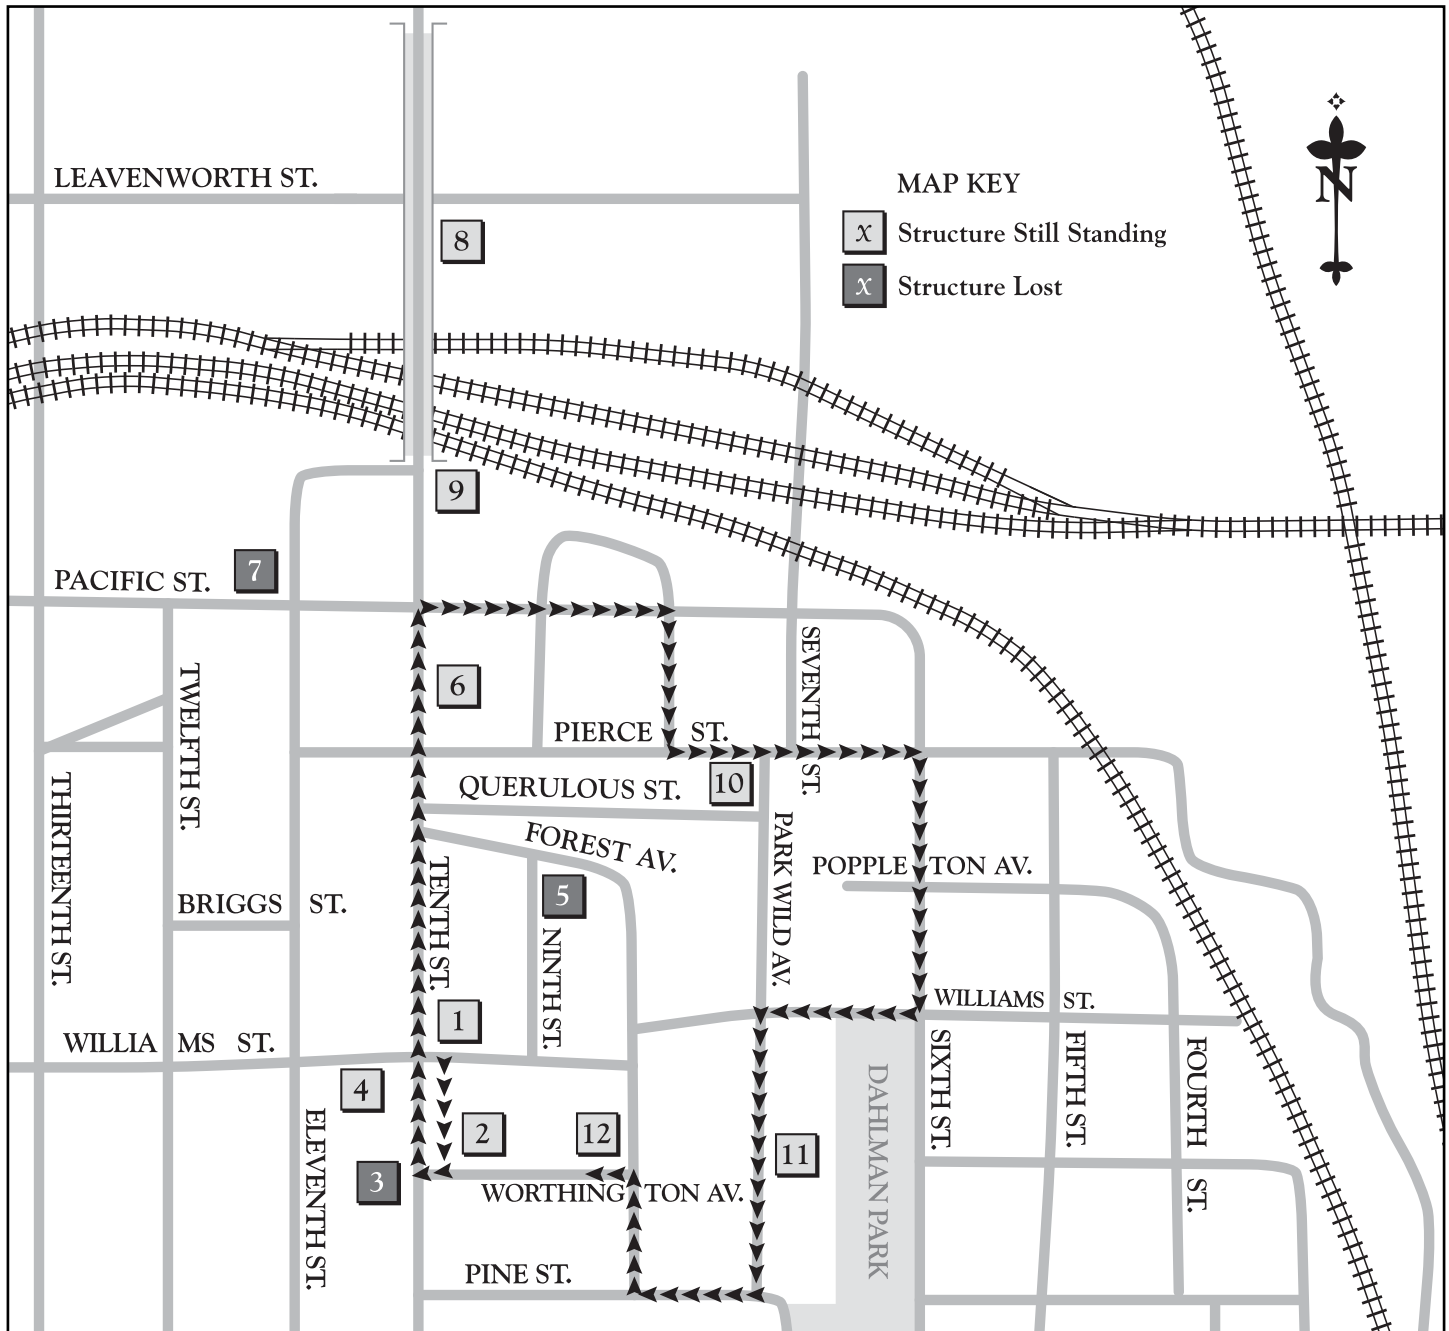 LEAVENWORTH ST.
MAP KEY
x Structure Still Standing
x Structure Lost
N
8
9
7
PACIFIC ST.
6
TWELFTH ST.
SEVENTH ST.
PIERCE ST.
10
QUERULOUS ST.
FOREST AV.
THIRTEENTH ST.
TENTH ST.
PARK WILD AV.
POPPLETON AV.
5
BRIGGS ST.
NINTH ST.
WILLIAMS ST.
1
WILLIAMS ST.
4
SIXTH ST.
FIFTH ST.
FOURTH ST.
DAHLMAN PARK
ELEVENTH ST.
2
12
11
3
WORTHINGTON AV.
PINE ST.